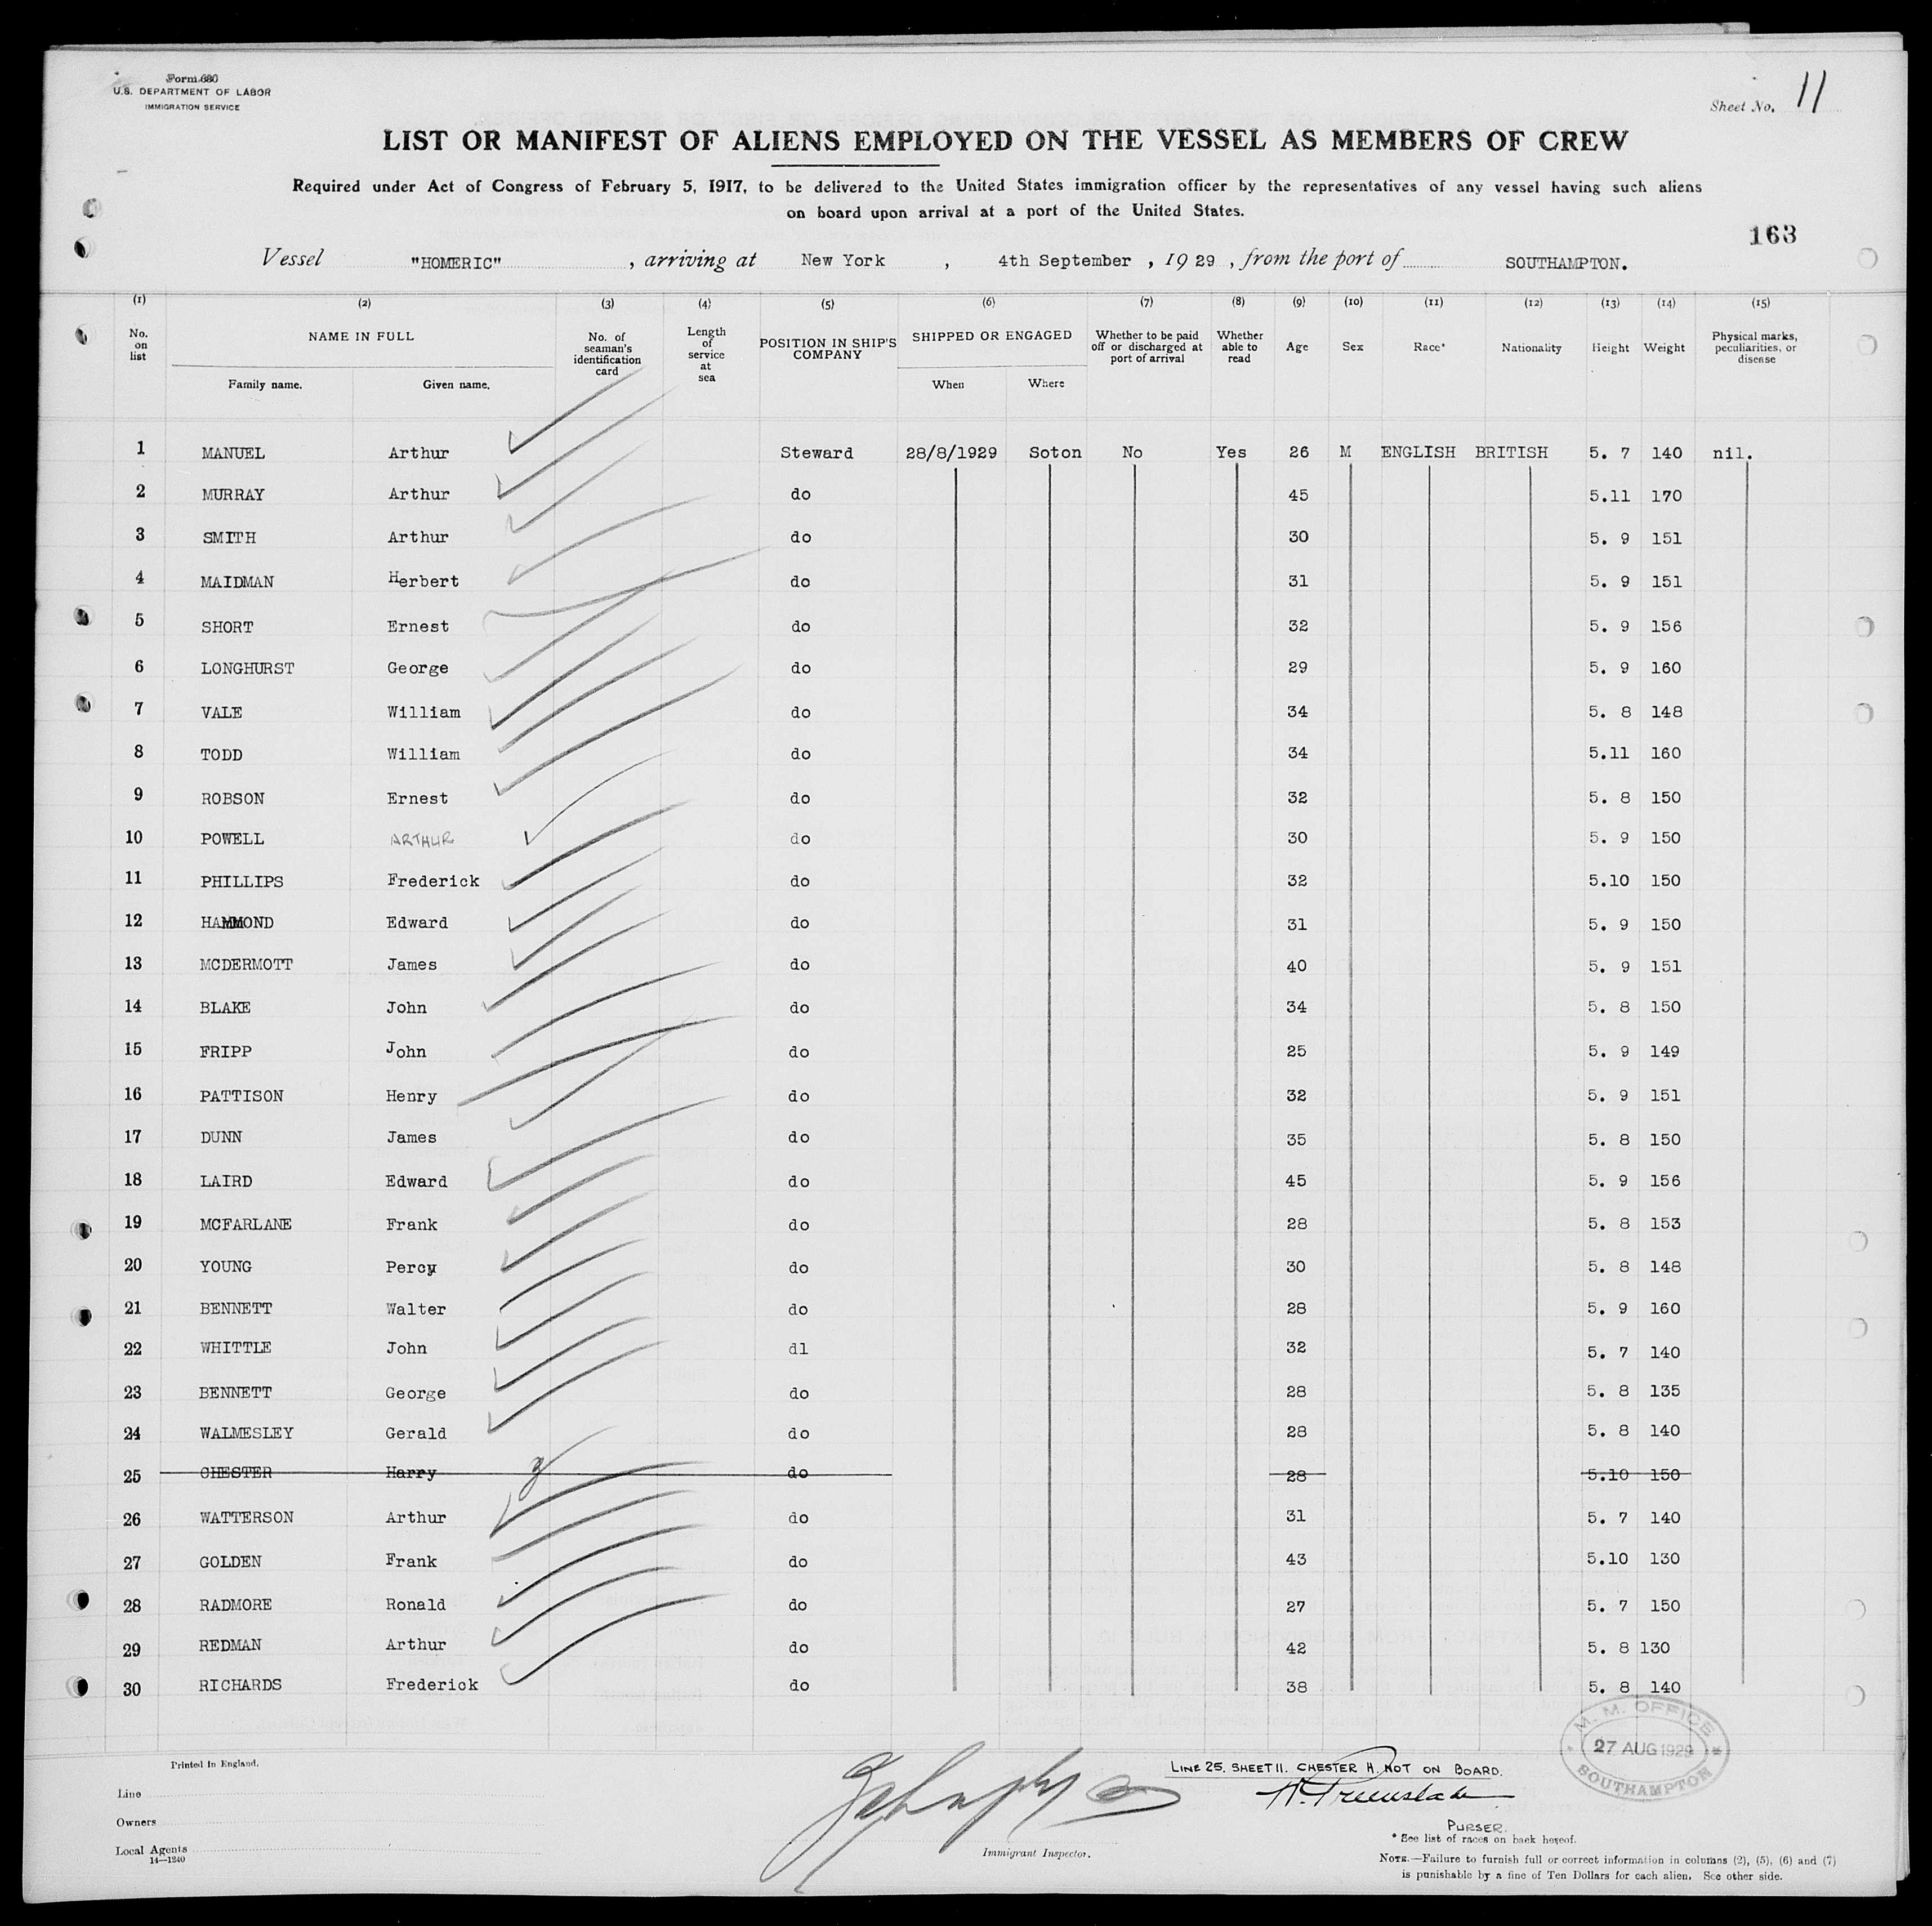 Form 680
U.S. DEPARTMENT OF LABOR
IMMIGRATION SERVICE
Sheet No. 11
LIST OR MANIFEST OF ALIENS EMPLOYED ON THE VESSEL AS MEMBERS OF CREW
Required under Act of Congress of February 5, 1917, to be delivered to the United States immigration officer by the representatives of any vessel having such aliens
on board upon arrival at a port of the United States.
163
Vessel "HOMERIC", arriving at New York, 4th September, 1929, from the port of SOUTHAMPTON.
(1) (2) (3) (4) (5) (6) (7) (8) (9) (10) (11) (12) (13) (14) (15)
No. on list NAME IN FULL Family name. Given name. No. of seaman's identification card Length of service at sea POSITION IN SHIP'S COMPANY SHIPPED OR ENGAGED When Where Whether to be paid off or discharged at port of arrival Whether able to read Age Sex Race* Nationality Height Weight Physical marks, peculiarities, or disease
1 MANUEL Arthur Steward 28/8/1929 Soton No Yes 26 M ENGLISH BRITISH 5. 7 140 nil.
2 MURRAY Arthur do 45 5.11 170
3 SMITH Arthur do 30 5. 9 151
4 MAIDMAN Herbert do 31 5. 9 151
5 SHORT Ernest do 32 5. 9 156
6 LONGHURST George do 29 5. 9 160
7 VALE William do 34 5. 8 148
8 TODD William do 34 5.11 160
9 ROBSON Ernest do 32 5. 8 150
10 POWELL ARTHUR do 30 5. 9 150
11 PHILLIPS Frederick do 32 5.10 150
12 HAMMOND Edward do 31 5. 9 150
13 MCDERMOTT James do 40 5. 9 151
14 BLAKE John do 34 5. 8 150
15 FRIPP John do 25 5. 9 149
16 PATTISON Henry do 32 5. 9 151
17 DUNN James do 35 5. 8 150
18 LAIRD Edward do 45 5. 9 156
19 MCFARLANE Frank do 28 5. 8 153
20 YOUNG Percy do 30 5. 8 148
21 BENNETT Walter do 28 5. 9 160
22 WHITTLE John dl 32 5. 7 140
23 BENNETT George do 28 5. 8 135
24 WALMESLEY Gerald do 28 5. 8 140
25 CHESTER Harry do 28 5.10 150
26 WATTERSON Arthur do 31 5. 7 140
27 GOLDEN Frank do 43 5.10 130
28 RADMORE Ronald do 27 5. 7 150
29 REDMAN Arthur do 42 5. 8 130
30 RICHARDS Frederick do 38 5. 8 140
M. M. OFFICE
27 AUG 1929
SOUTHAMPTON
Printed in England.
LINE 25. SHEET 11. CHESTER H. NOT ON BOARD.
Line
Owners
PURSER.
Local Agents
14—1240
Immigrant Inspector.
* See list of races on back hereof.
NOTE.—Failure to furnish full or correct information in columns (2), (5), (6) and (7)
is punishable by a fine of Ten Dollars for each alien. See other side.